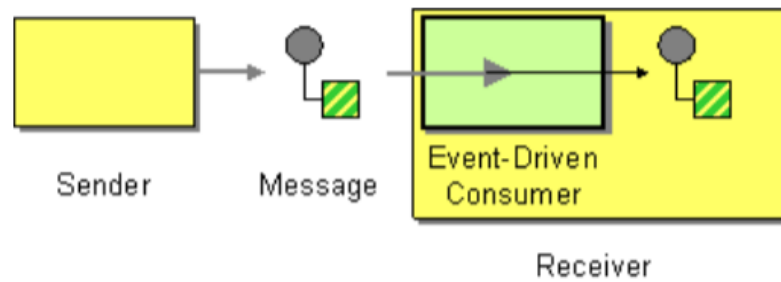 Sender
Message
Event-Driven
Consumer
Receiver